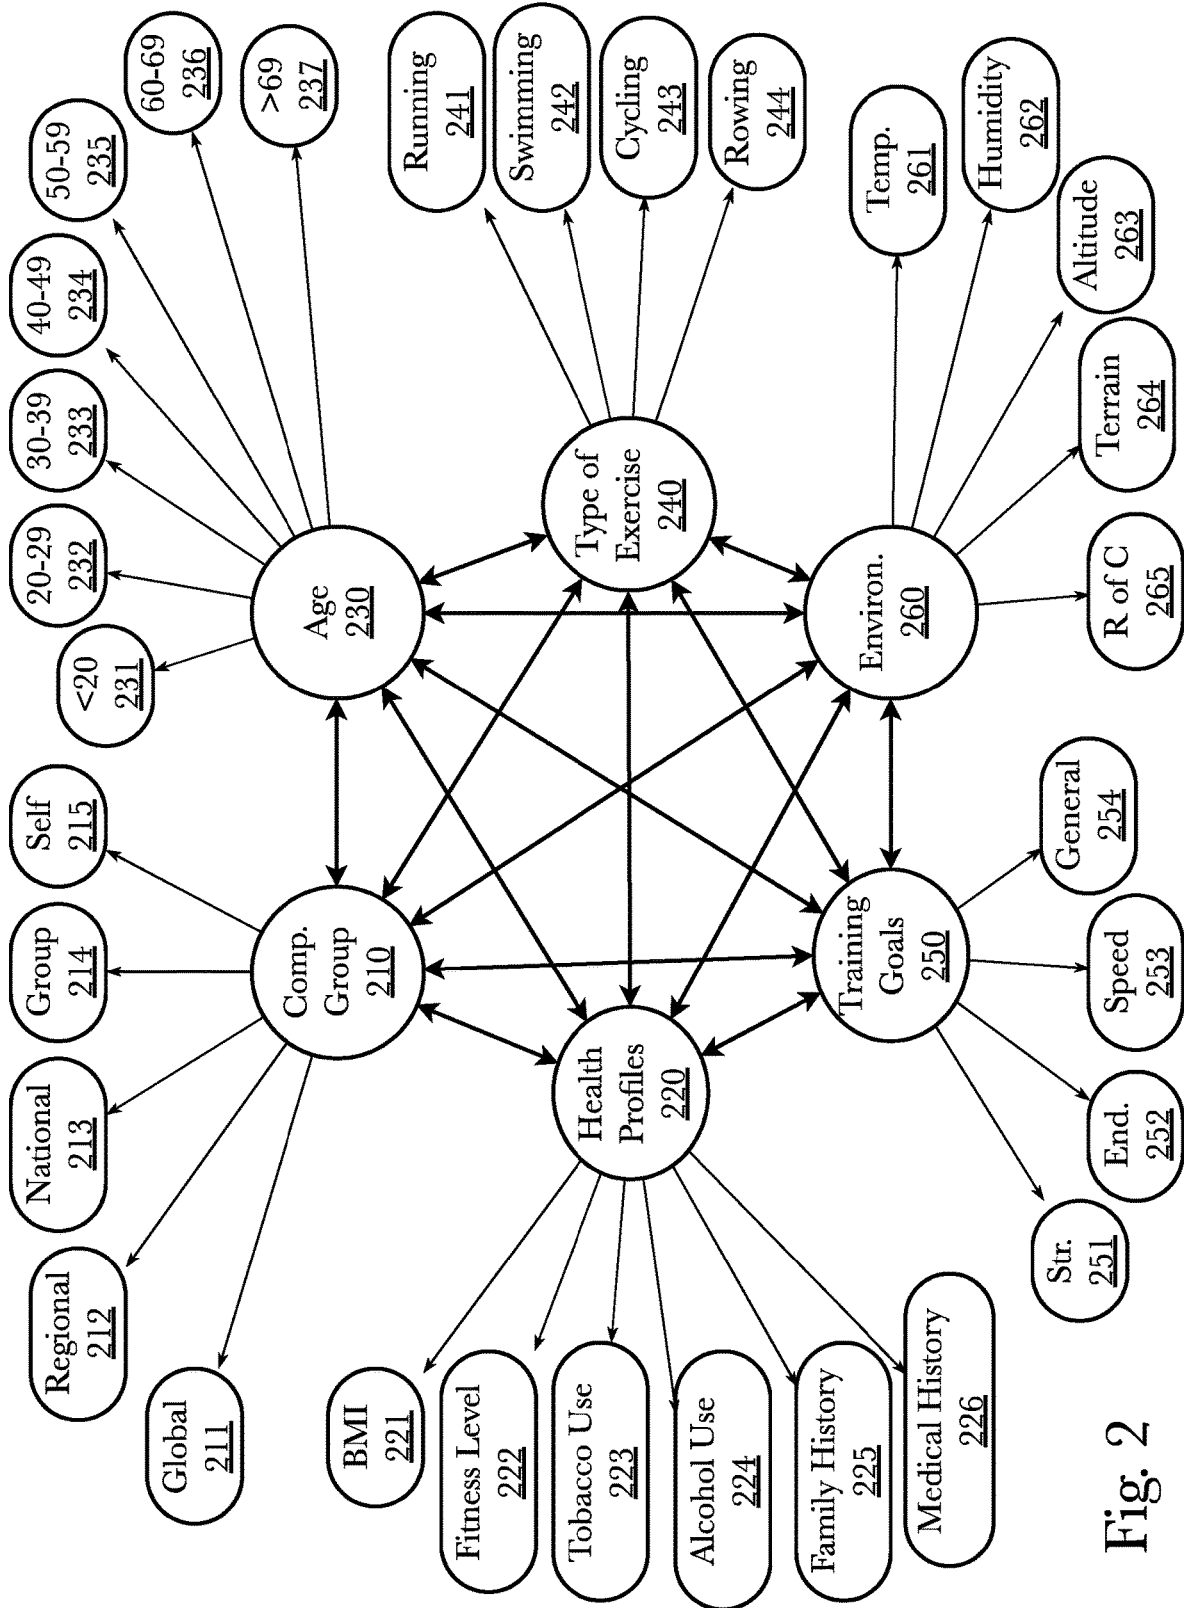 Regional
212
National
213
Group
214
Self
215
<20
231
20-29
232
30-39
233
40-49
234
50-59
235
60-69
236
>69
237
Global
211
Comp.
Group
210
Age
230
BMI
221
Fitness Level
222
Tobacco Use
223
Alcohol Use
224
Family History
225
Medical History
226
Health
Profiles
220
Type of
Exercise
240
Running
241
Swimming
242
Cycling
243
Rowing
244
Training
Goals
250
Environ.
260
Str.
251
End.
252
Speed
253
General
254
R of C
265
Terrain
264
Altitude
263
Humidity
262
Temp.
261
Fig. 2